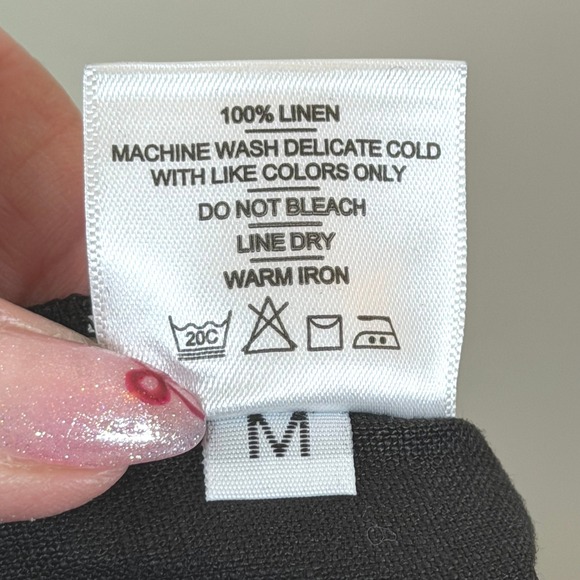 100% LINEN
MACHINE WASH DELICATE COLD
WITH LIKE COLORS ONLY
DO NOT BLEACH
LINE DRY
WARM IRON
20C
M